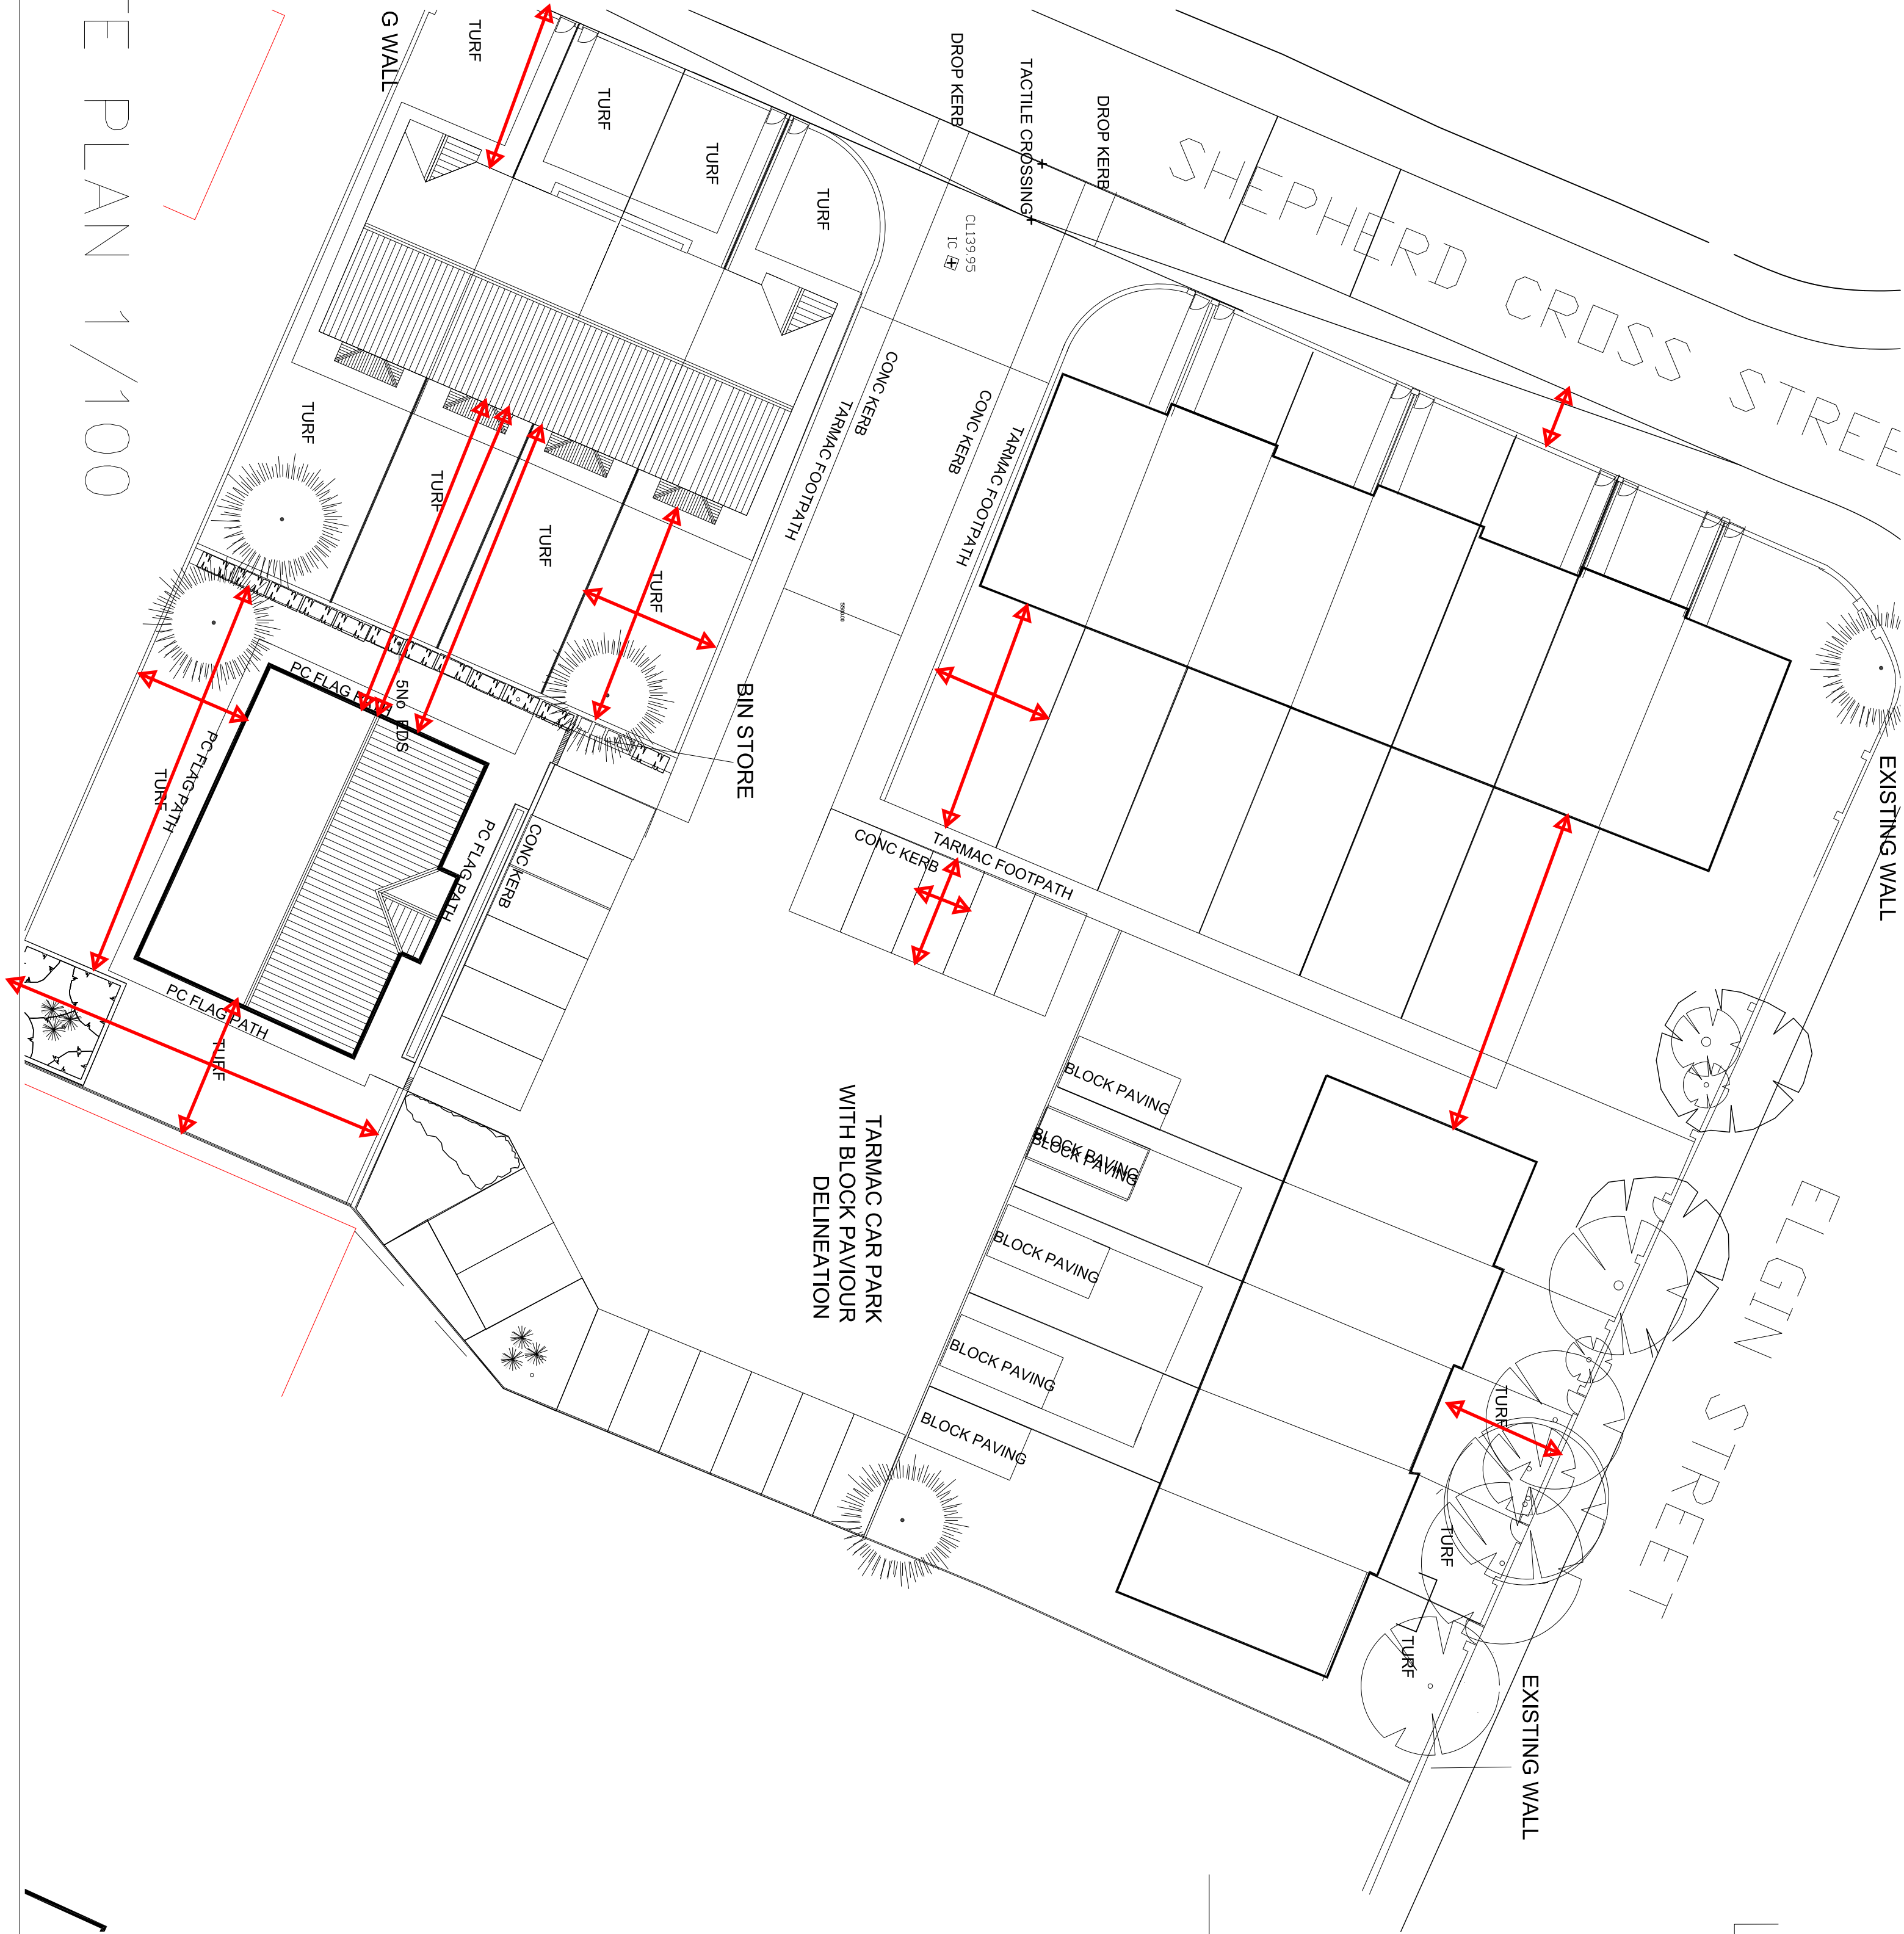 TE PLAN 1/100
G WALL
TURF
TURF
TURF
TURF
DROP KERB
TACTILE CROSSING
DROP KERB
SHEPHERD CROSS STREE
CL139.95
IC
CONC KERB
TARMAC FOOTPATH
CONC KERB
TARMAC FOOTPATH
TURF
TURF
TURF
TURF
BIN STORE
PC FLAG
5No
PC FLAG PATH
TURF
PC FLAG PATH
CONC KERB
PC FLAG PATH
TURF
CONC KERB
TARMAC FOOTPATH
EXISTING WALL
ELGIN STREET
BLOCK PAVING
BLOCK PAVING
BLOCK PAVING
BLOCK PAVING
BLOCK PAVING
BLOCK PAVING
TARMAC CAR PARK
WITH BLOCK PAVIOUR
DELINEATION
TURF
TURF
TURF
EXISTING WALL